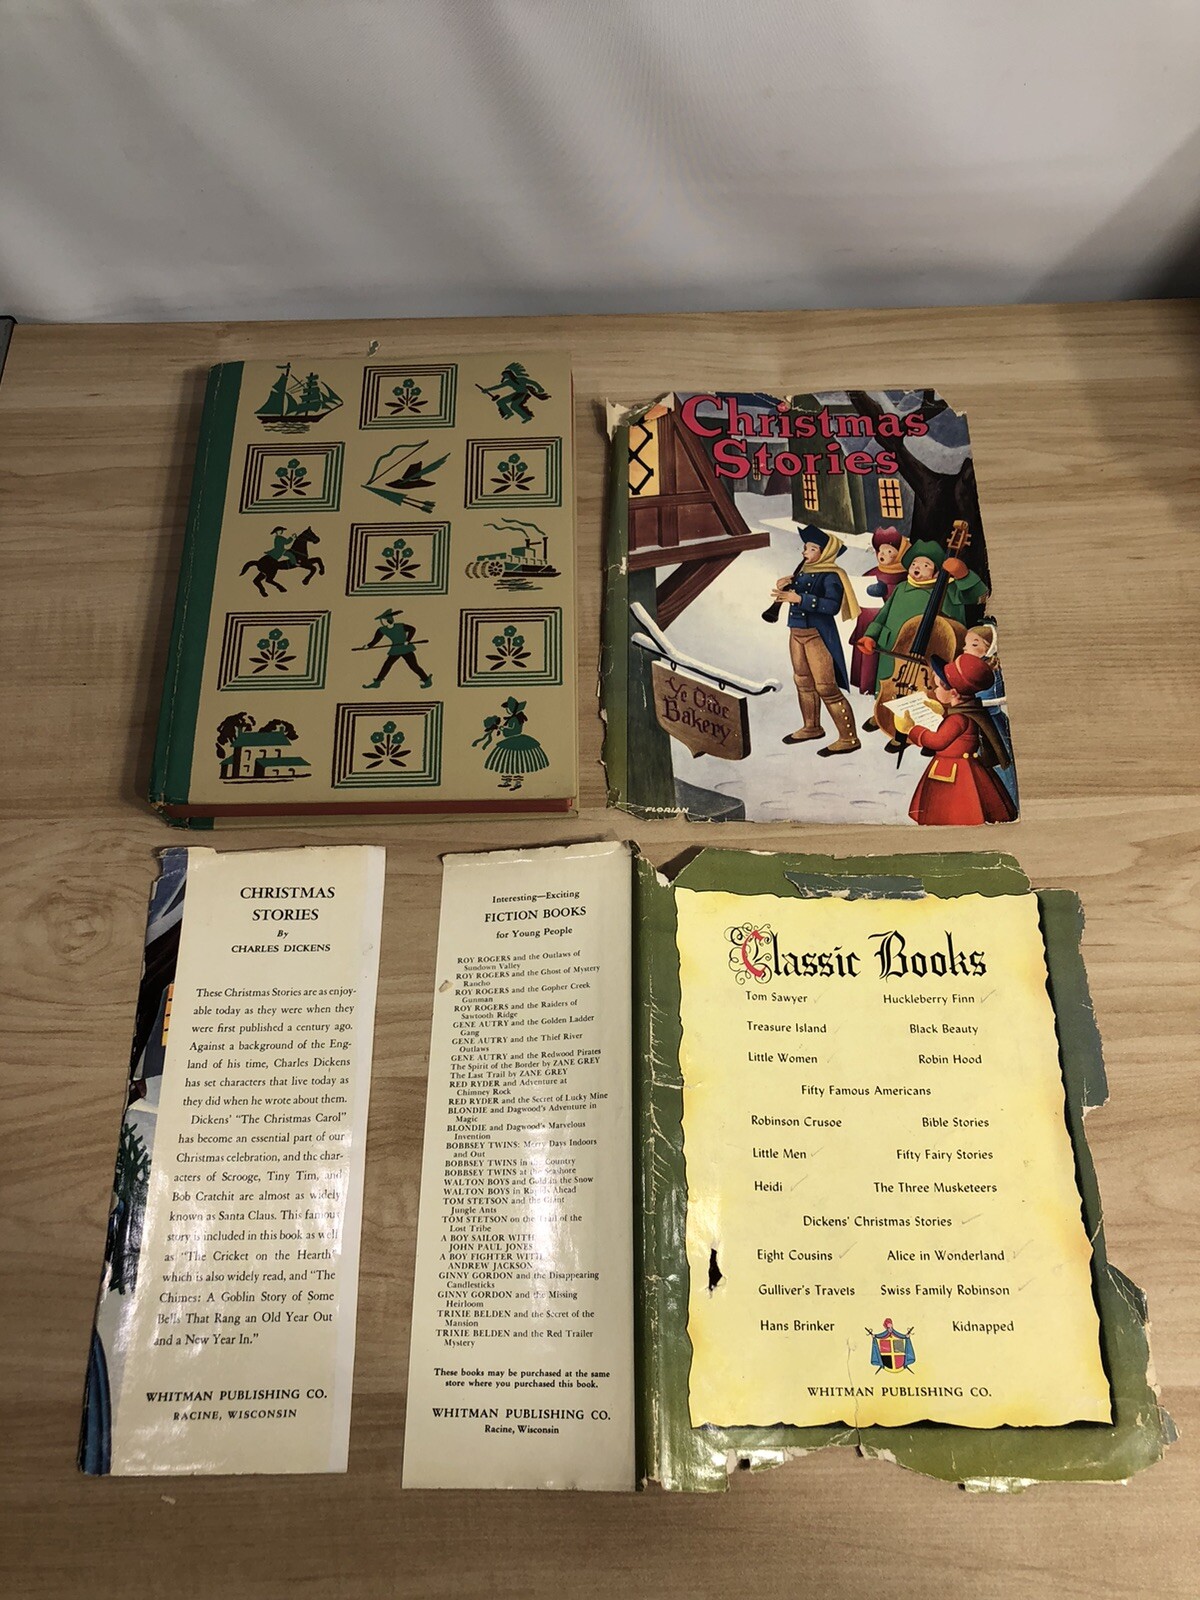 Christmas
Stories
Ye Olde
Bakery
FLORIAN
CHRISTMAS
STORIES
By
CHARLES DICKENS
These Christmas Stories are as enjoy-
able today as they were when they
were first published a century ago.
Against a background of the Eng-
land of his time, Charles Dickens
has set characters that live today as
they did when he wrote about them.
Dickens' "The Christmas Carol"
has become an essential part of our
Christmas celebration, and the char-
acters of Scrooge, Tiny Tim, and
Bob Cratchit are almost as widely
known as Santa Claus. This famous
story is included in this book as well
as "The Cricket on the Hearth"
which is also widely read, and "The
Chimes: A Goblin Story of Some
Bells That Rang an Old Year Out
and a New Year In."
WHITMAN PUBLISHING CO.
RACINE, WISCONSIN
Interesting—Exciting
FICTION BOOKS
for Young People
ROY ROGERS and the Outlaws of
Sundown Valley
ROY ROGERS and the Ghost of Mystery
Rancho
ROY ROGERS and the Gopher Creek
Gunman
ROY ROGERS and the Raiders of
Sawtooth Ridge
GENE AUTRY and the Golden Ladder
Gang
GENE AUTRY and the Thief River
Outlaws
GENE AUTRY and the Redwood Pirates
The Spirit of the Border by ZANE GREY
The Last Trail by ZANE GREY
RED RYDER and Adventure at
Chimney Rock
RED RYDER and the Secret of Lucky Mine
BLONDIE and Dagwood's Adventure in
Magic
BLONDIE and Dagwood's Marvelous
Invention
BOBBSEY TWINS: Merry Days Indoors
and Out
BOBBSEY TWINS in the Country
BOBBSEY TWINS at the Seashore
WALTON BOYS and Gold in the Snow
WALTON BOYS in Rapids Ahead
TOM STETSON and the Giant
Jungle Ants
TOM STETSON on the Trail of the
Lost Tribe
A BOY SAILOR WITH
JOHN PAUL JONES
A BOY FIGHTER WITH
ANDREW JACKSON
GINNY GORDON and the Disappearing
Candlesticks
GINNY GORDON and the Missing
Heirloom
TRIXIE BELDEN and the Secret of the
Mansion
TRIXIE BELDEN and the Red Trailer
Mystery
These books may be purchased at the same
store where you purchased this book.
WHITMAN PUBLISHING CO.
Racine, Wisconsin
Classic Books
Tom Sawyer Huckleberry Finn
Treasure Island Black Beauty
Little Women Robin Hood
Fifty Famous Americans
Robinson Crusoe Bible Stories
Little Men Fifty Fairy Stories
Heidi The Three Musketeers
Dickens' Christmas Stories
Eight Cousins Alice in Wonderland
Gulliver's Travels Swiss Family Robinson
Hans Brinker Kidnapped
WHITMAN PUBLISHING CO.